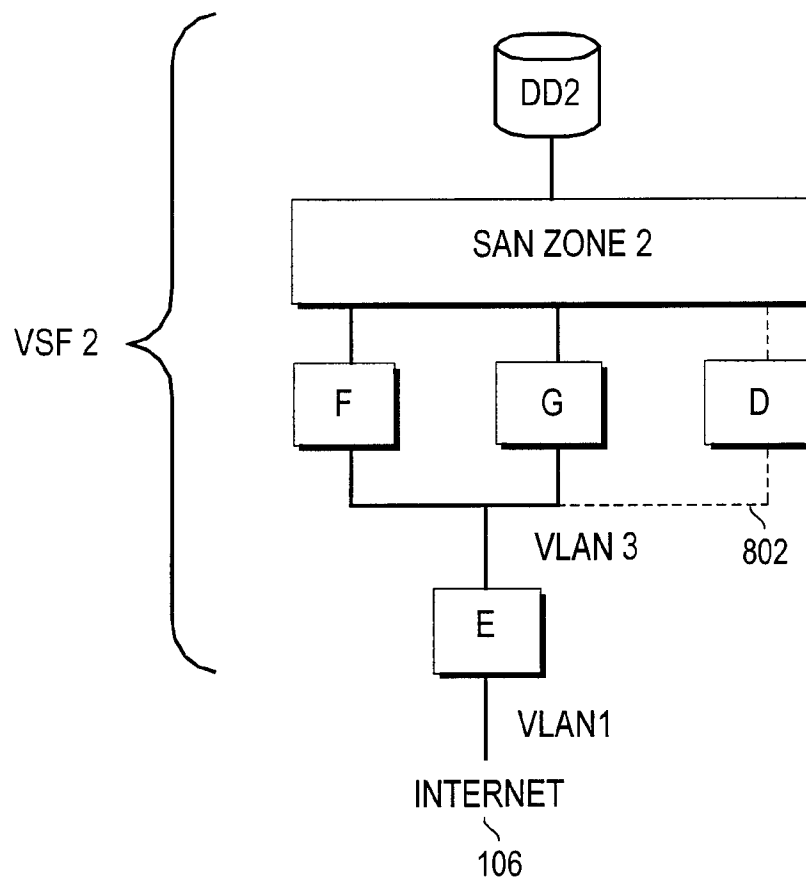 DD2
SAN ZONE 2
VSF 2
F
G
D
VLAN 3
802
E
VLAN1
INTERNET
106